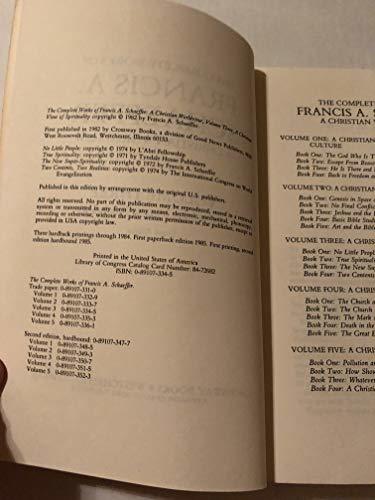 The Complete Works of Francis A. Schaeffer: A Christian Worldview, Volume Three, A Christian
View of Spirituality copyright © 1982 by Francis A. Schaeffer.
First published in 1982 by Crossway Books, a division of Good News Publishers, 9825
West Roosevelt Road, Westchester, Illinois 60153.
No Little People: copyright © 1974 by L'Abri Fellowship
True Spirituality: copyright © 1971 by Tyndale House Publishers
The New Super-Spirituality: copyright © 1972 by Francis A. Schaeffer
Two Contents, Two Realities: copyright © 1974 by The International Congress on World
Evangelization
Published in this edition by arrangement with the original U.S. publishers.
All rights reserved. No part of this publication may be reproduced, stored in a retrieval
system or transmitted in any form by any means, electronic, mechanical, photocopy,
recording or otherwise, without the prior written permission of the publisher, except as
provided in USA copyright law.
Three hardback printings through 1984. First paperback edition 1985. First printing, second
edition hardbound 1985.
Printed in the United States of America
Library of Congress Catalog Card Number: 84-72682
ISBN: 0-89107-334-5
The Complete Works of Francis A. Schaeffer.
Trade paper: 0-89107-331-0
Volume 1 0-89107-332-9
Volume 2 0-89107-333-7
Volume 3 0-89107-334-5
Volume 4 0-89107-335-3
Volume 5 0-89107-336-1
Second edition, hardbound: 0-89107-347-7
Volume 1 0-89107-348-5
Volume 2 0-89107-349-3
Volume 3 0-89107-350-7
Volume 4 0-89107-351-5
Volume 5 0-89107-352-3
THE COMPLETE
FRANCIS A. S
A CHRISTIAN W
VOLUME ONE: A CHRISTIA
CULTURE
Book One: The God Who Is T
Book Two: Escape From Reason
Book Three: He Is There and
Book Four: Back to Freedom a
VOLUME TWO: A CHRISTIAN
Book One: Genesis in Space
Book Two: No Final Conflic
Book Three: Joshua and the
Book Four: Basic Bible Studi
Book Five: Art and the Bibl
VOLUME THREE: A CHRISTIAN
Book One: No Little People
Book Two: True Spirituali
Book Three: The New Sup
Book Four: Two Contents
VOLUME FOUR: A CHRISTIA
Book One: The Church a
Book Two: The Church
Book Three: The Mark
Book Four: Death in the
Book Five: The Great E
VOLUME FIVE: A CHRISTIA
Book One: Pollution an
Book Two: How Shou
Book Three: Whatever
Book Four: A Christia